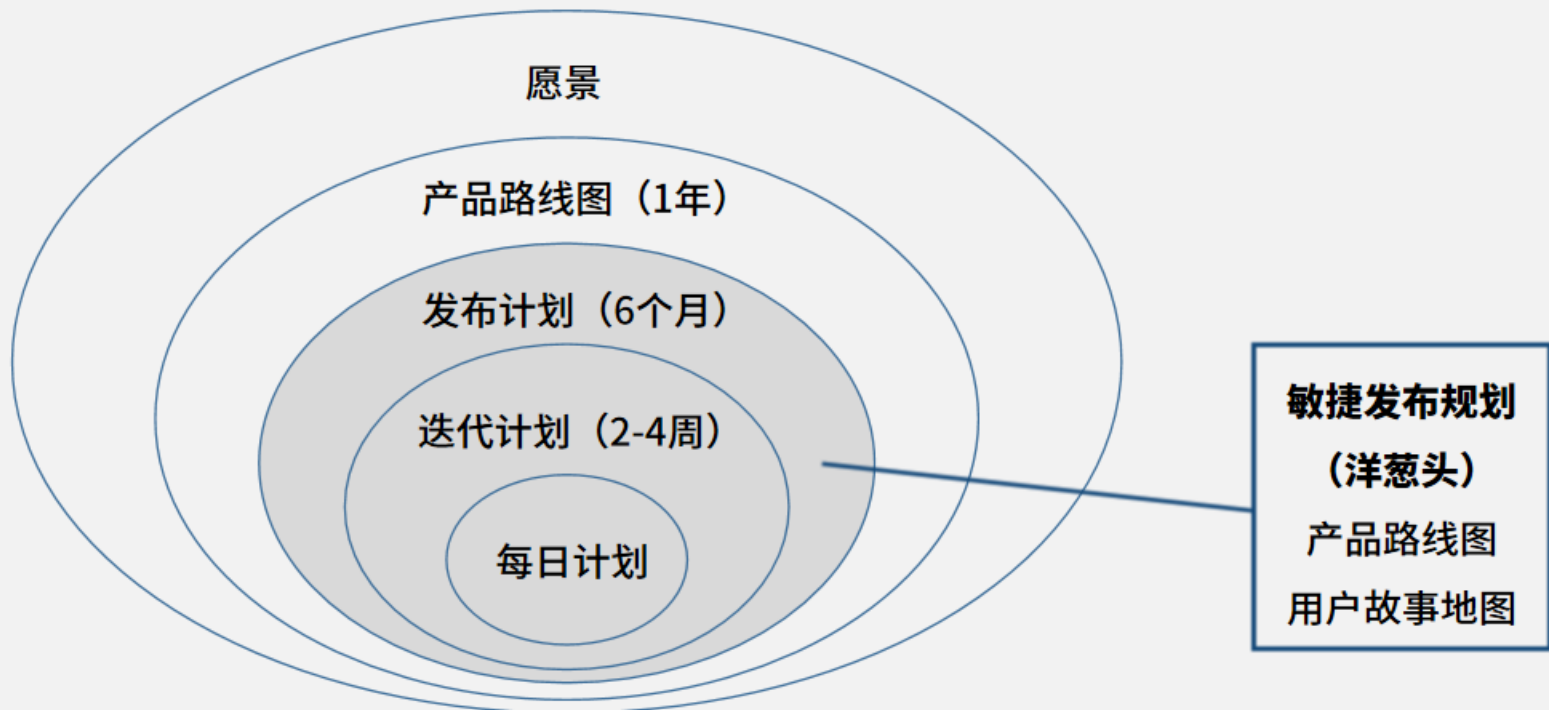 愿景
产品路线图（1年）
发布计划（6个月）
迭代计划（2-4周）
每日计划
敏捷发布规划
（洋葱头）
产品路线图
用户故事地图